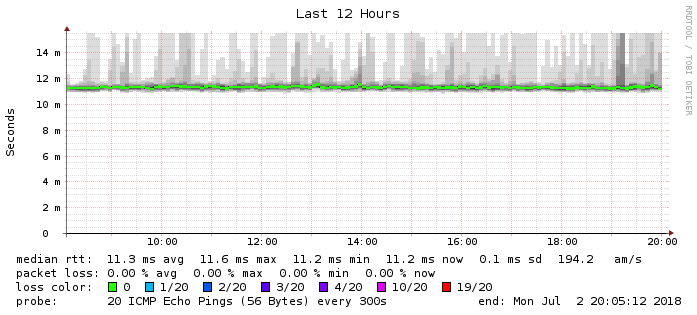 Last 12 Hours
RRDTOOL / TOBI OETIKER
Seconds
14 m
12 m
10 m
8 m
6 m
4 m
2 m
0
10:00 12:00 14:00 16:00 18:00 20:00
median rtt: 11.3 ms avg 11.6 ms max 11.2 ms min 11.2 ms now 0.1 ms sd 194.2 am/s
packet loss: 0.00 % avg 0.00 % max 0.00 % min 0.00 % now
loss color: 0 1/20 2/20 3/20 4/20 10/20 19/20
probe: 20 ICMP Echo Pings (56 Bytes) every 300s end: Mon Jul 2 20:05:12 2018